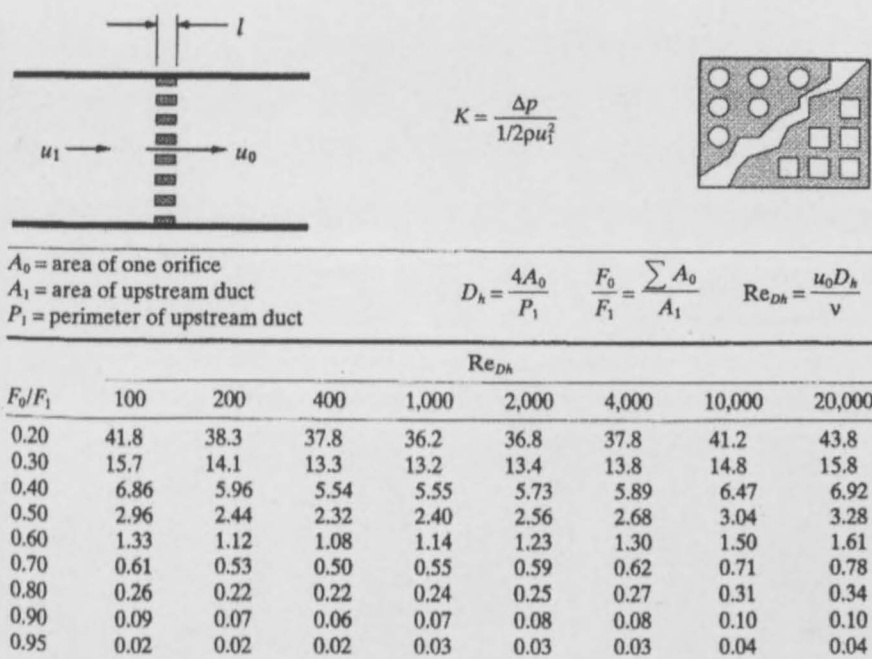 l
K = Δp / 1/2ρu₁²
u₁ u₀
A₀ = area of one orifice
A₁ = area of upstream duct
P₁ = perimeter of upstream duct
Dₕ = 4A₀ / P₁ F₀ / F₁ = ∑ A₀ / A₁ Re_Dh = u₀Dₕ / ν
Re_Dh
F₀/F₁ 100 200 400 1,000 2,000 4,000 10,000 20,000
0.20 41.8 38.3 37.8 36.2 36.8 37.8 41.2 43.8
0.30 15.7 14.1 13.3 13.2 13.4 13.8 14.8 15.8
0.40 6.86 5.96 5.54 5.55 5.73 5.89 6.47 6.92
0.50 2.96 2.44 2.32 2.40 2.56 2.68 3.04 3.28
0.60 1.33 1.12 1.08 1.14 1.23 1.30 1.50 1.61
0.70 0.61 0.53 0.50 0.55 0.59 0.62 0.71 0.78
0.80 0.26 0.22 0.22 0.24 0.25 0.27 0.31 0.34
0.90 0.09 0.07 0.06 0.07 0.08 0.08 0.10 0.10
0.95 0.02 0.02 0.02 0.03 0.03 0.03 0.04 0.04